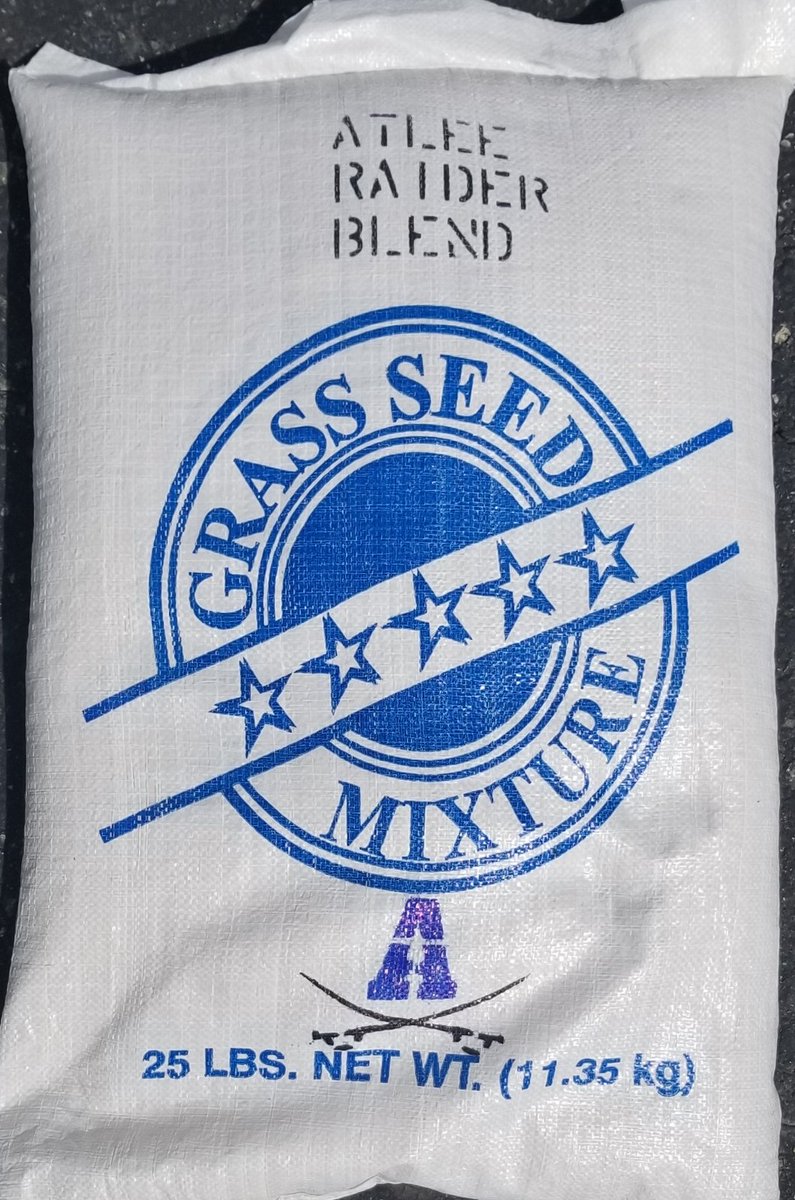 ATLEE
RAIDER
BLEND
GRASS SEED
MIXTURE
A
25 LBS. NET WT. (11.35 kg)